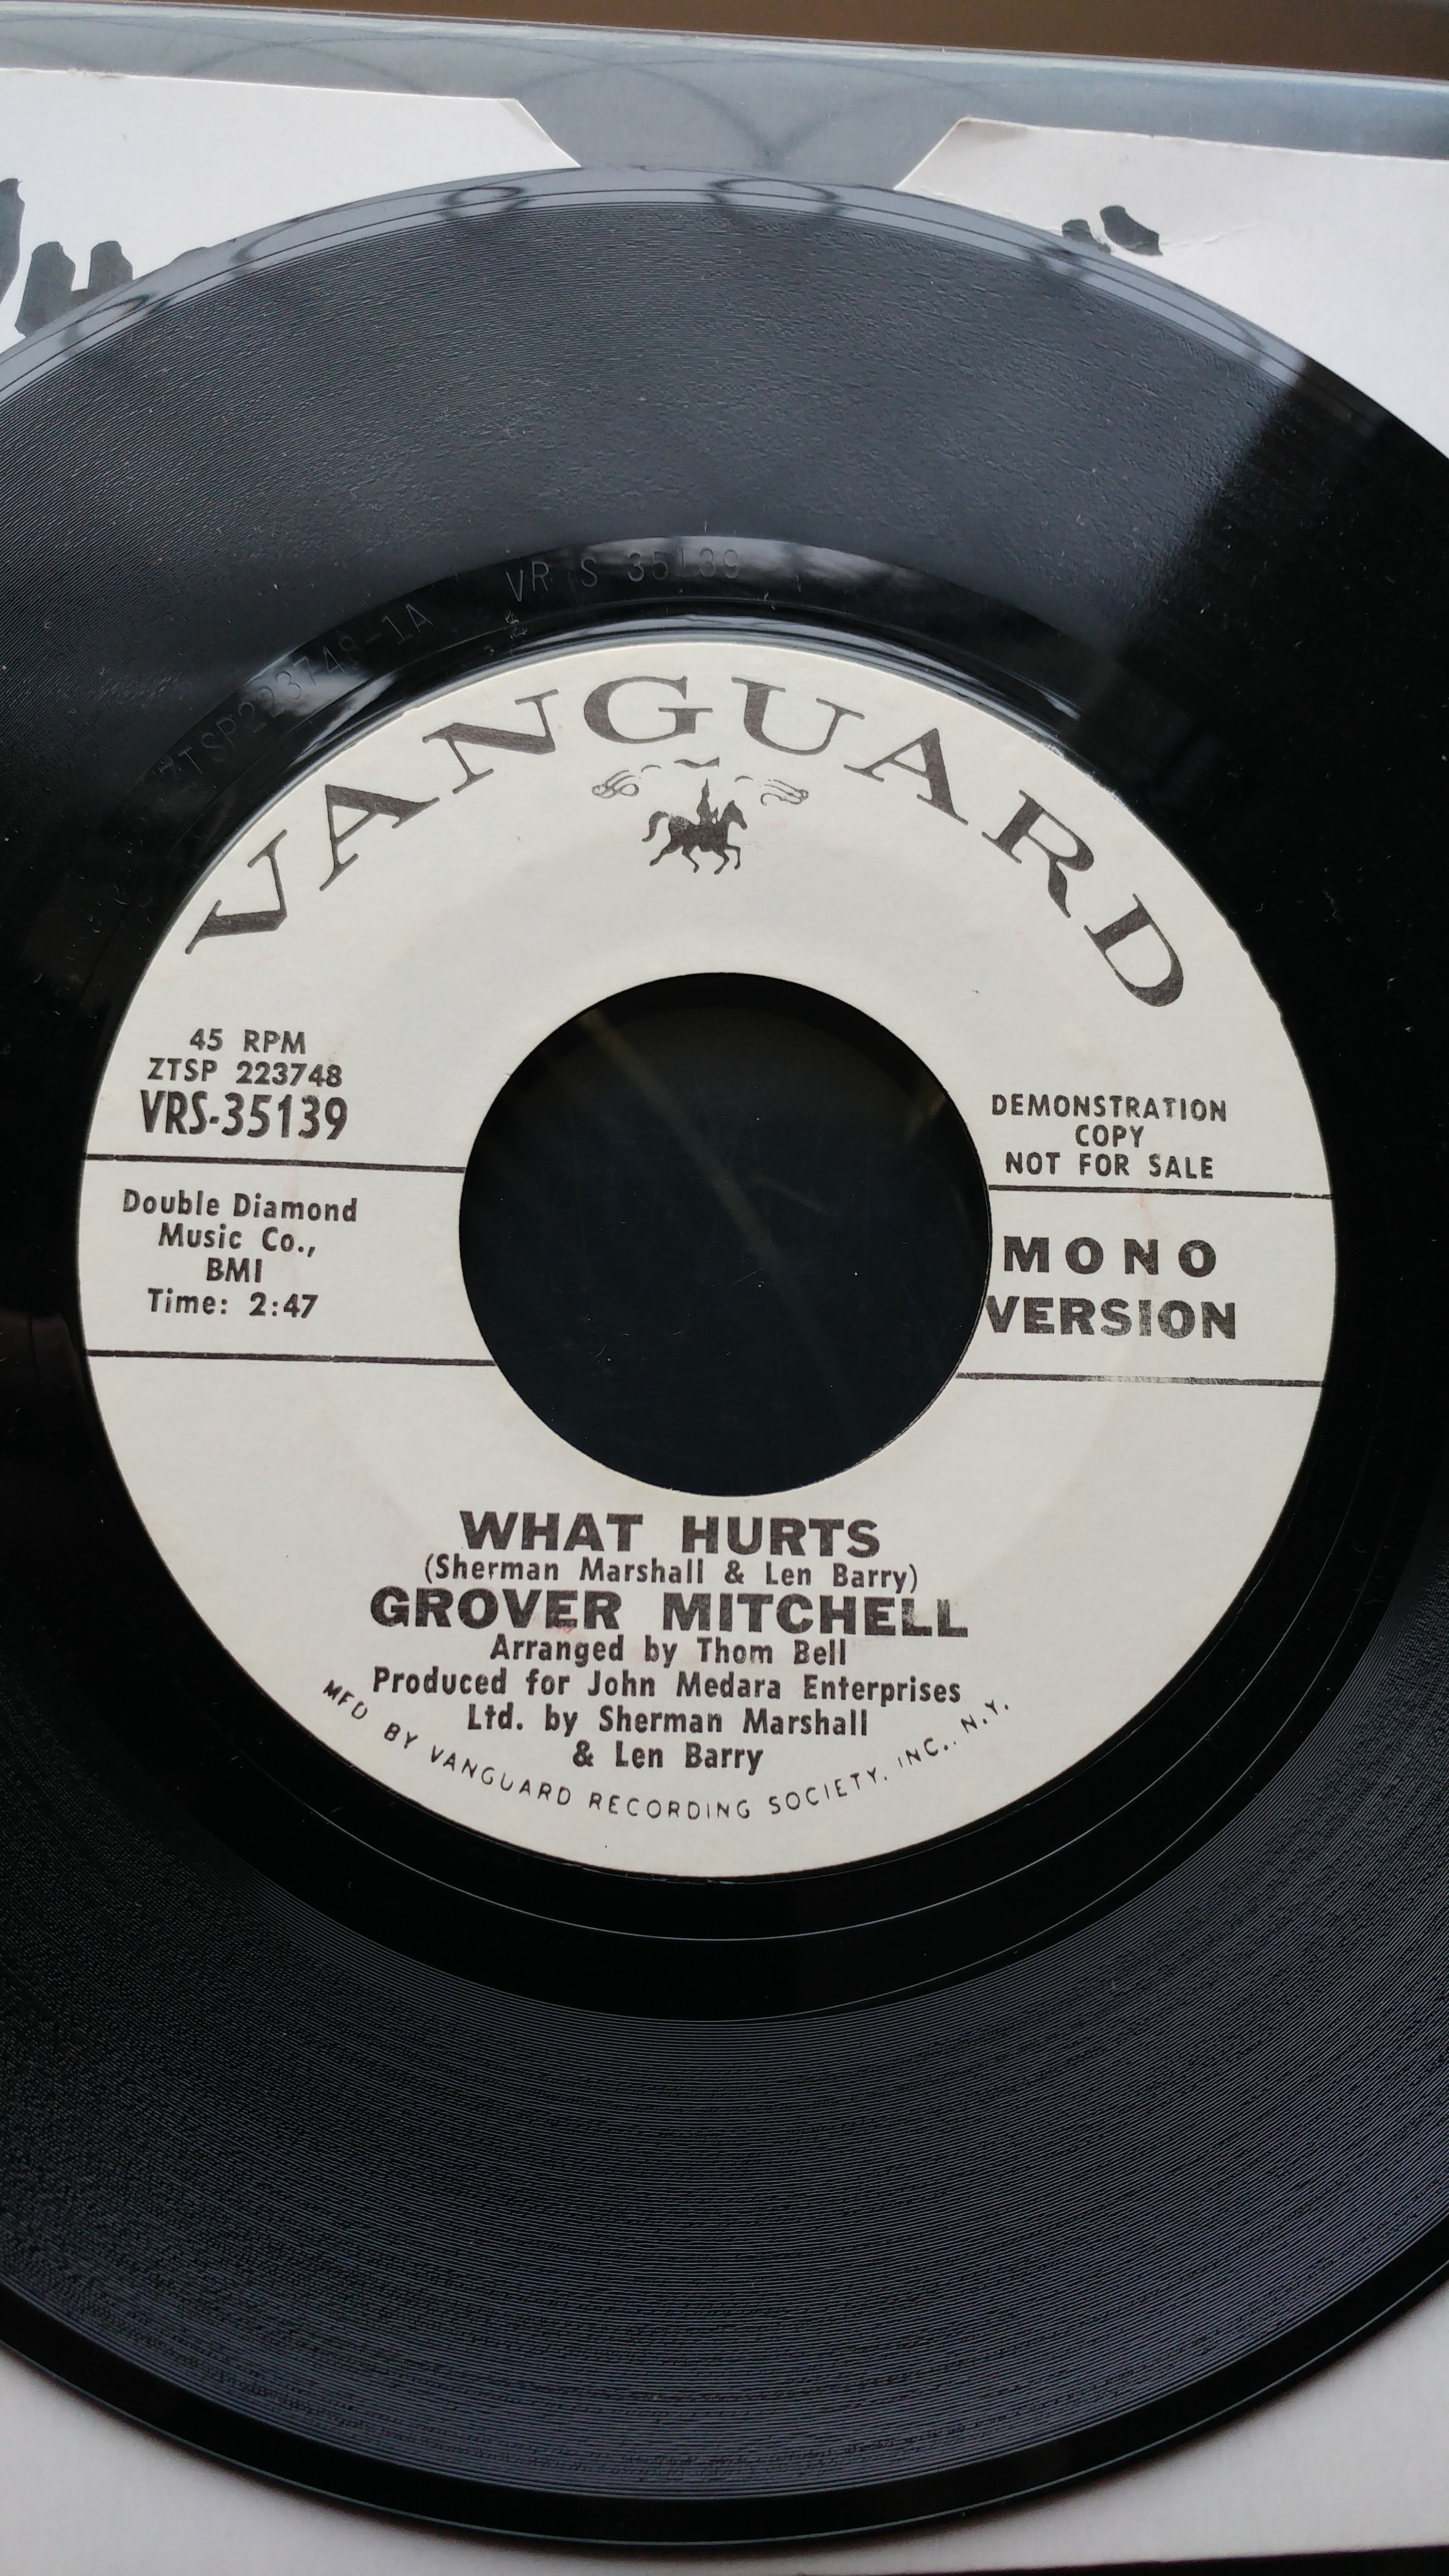 VR S 35139
ZTSP223748-1A
VANGUARD
45 RPM
ZTSP 223748
VRS-35139
Double Diamond
Music Co.,
BMI
Time: 2:47
DEMONSTRATION
COPY
NOT FOR SALE
MONO
VERSION
WHAT HURTS
(Sherman Marshall & Len Barry)
GROVER MITCHELL
Arranged by Thom Bell
Produced for John Medara Enterprises
Ltd. by Sherman Marshall
& Len Barry
MFD BY VANGUARD RECORDING SOCIETY, INC., N.Y.